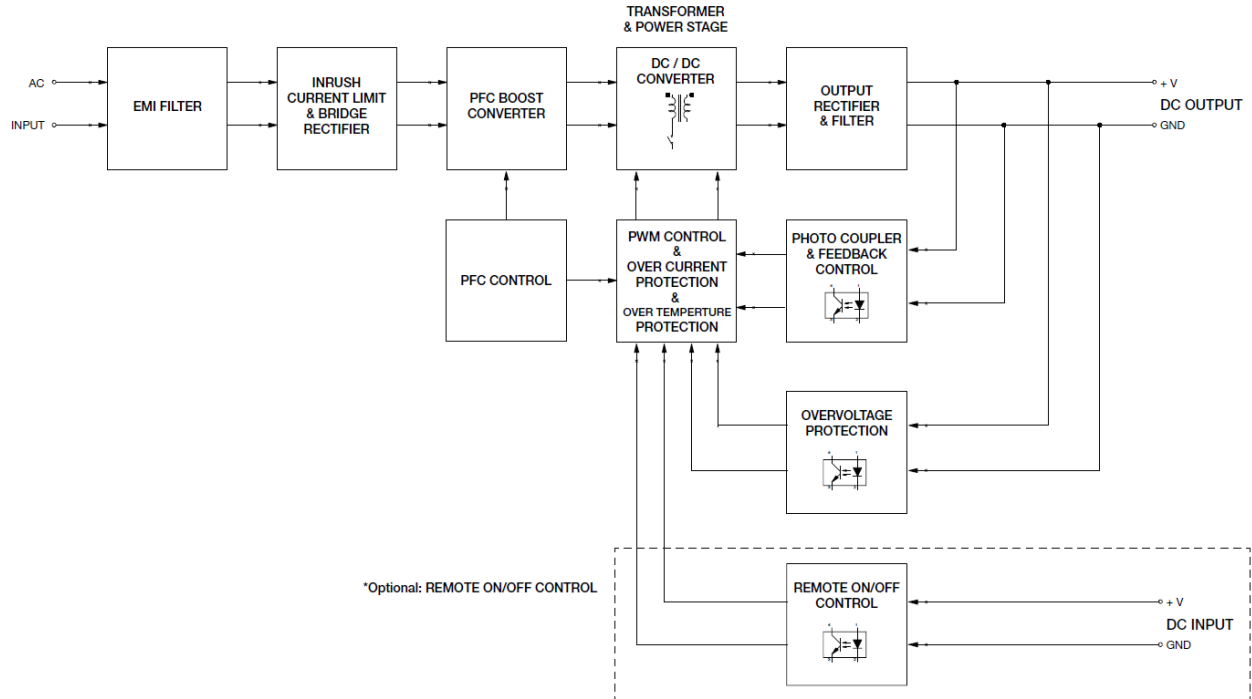 TRANSFORMER
& POWER STAGE
AC
INPUT
EMI FILTER
INRUSH
CURRENT LIMIT
& BRIDGE
RECTIFIER
PFC BOOST
CONVERTER
DC / DC
CONVERTER
OUTPUT
RECTIFIER
& FILTER
+ V
DC OUTPUT
GND
PFC CONTROL
PWM CONTROL
&
OVER CURRENT
PROTECTION
&
OVER TEMPERTURE
PROTECTION
PHOTO COUPLER
& FEEDBACK
CONTROL
OVERVOLTAGE
PROTECTION
*Optional: REMOTE ON/OFF CONTROL
REMOTE ON/OFF
CONTROL
+ V
DC INPUT
GND